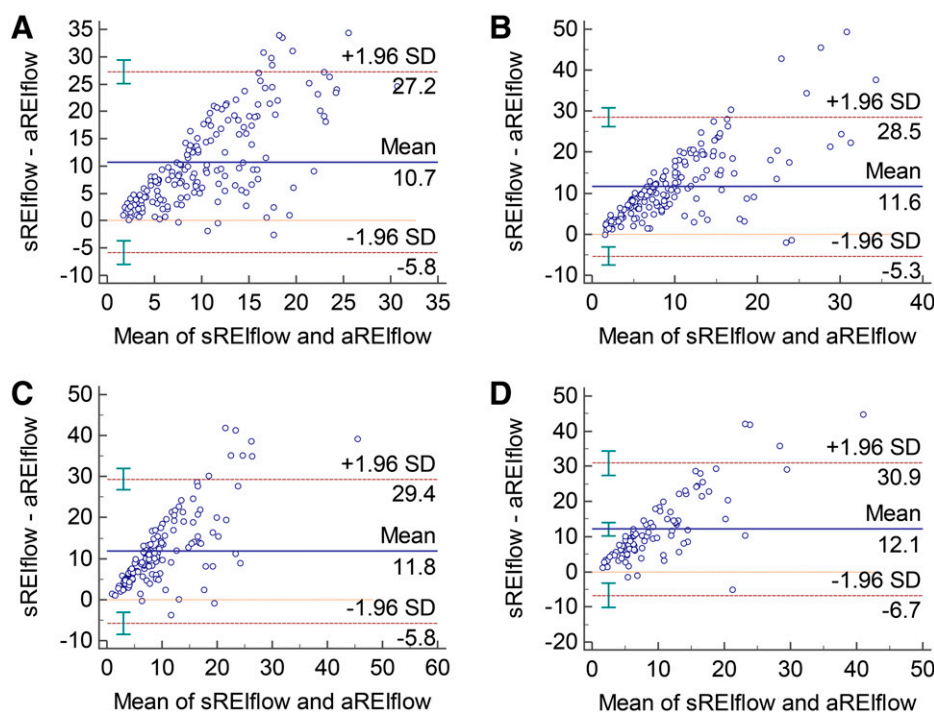 A
sREIflow - aREIflow
35
30
25
20
15
10
5
0
-5
-10
+1.96 SD
27.2
Mean
10.7
-1.96 SD
-5.8
0 5 10 15 20 25 30 35
Mean of sREIflow and aREIflow
B
sREIflow - aREIflow
50
40
30
20
10
0
-10
+1.96 SD
28.5
Mean
11.6
-1.96 SD
-5.3
0 10 20 30 40
Mean of sREIflow and aREIflow
C
sREIflow - aREIflow
50
40
30
20
10
0
-10
+1.96 SD
29.4
Mean
11.8
-1.96 SD
-5.8
0 10 20 30 40 50 60
Mean of sREIflow and aREIflow
D
sREIflow - aREIflow
50
40
30
20
10
0
-10
-20
+1.96 SD
30.9
Mean
12.1
-1.96 SD
-6.7
0 10 20 30 40 50
Mean of sREIflow and aREIflow